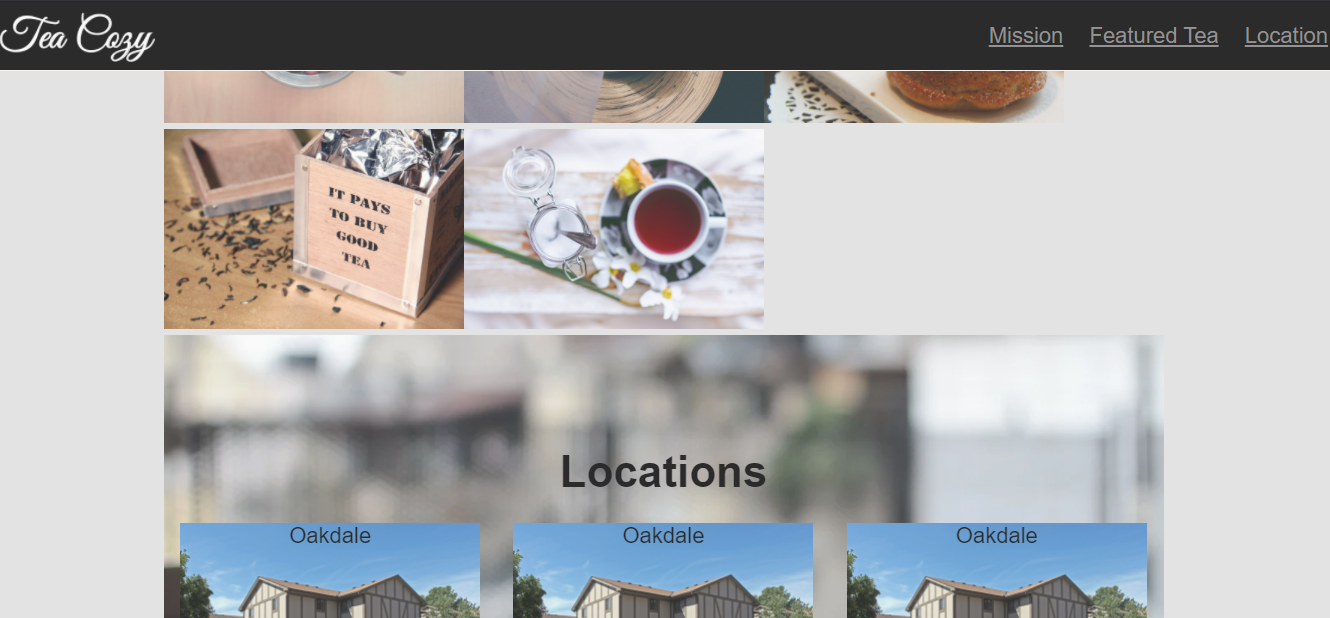 Tea Cozy
Mission Featured Tea Location
IT PAYS
TO BUY
GOOD
TEA
Locations
Oakdale Oakdale Oakdale